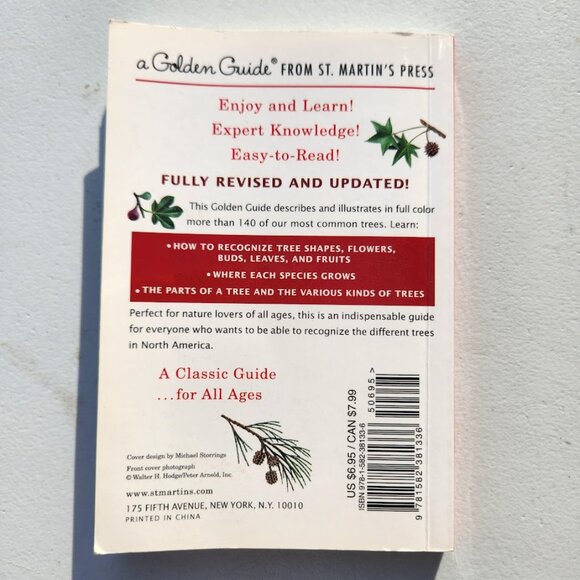 a Golden Guide® FROM ST. MARTIN'S PRESS
Enjoy and Learn!
Expert Knowledge!
Easy-to-Read!
FULLY REVISED AND UPDATED!
This Golden Guide describes and illustrates in full color
more than 140 of our most common trees. Learn:
• HOW TO RECOGNIZE TREE SHAPES, FLOWERS,
BUDS, LEAVES, AND FRUITS
• WHERE EACH SPECIES GROWS
• THE PARTS OF A TREE AND THE VARIOUS KINDS OF TREES
Perfect for nature lovers of all ages, this is an indispensable guide
for everyone who wants to be able to recognize the different trees
in North America.
A Classic Guide
...for All Ages
Cover design by Michael Storrings
Front cover photograph
© Walter H. Hodge/Peter Arnold, Inc.
www.stmartins.com
175 FIFTH AVENUE, NEW YORK, N.Y. 10010
PRINTED IN CHINA
US $6.95 / CAN $7.99
ISBN 978-1-582-38133-6
50695>
9 781582 381336